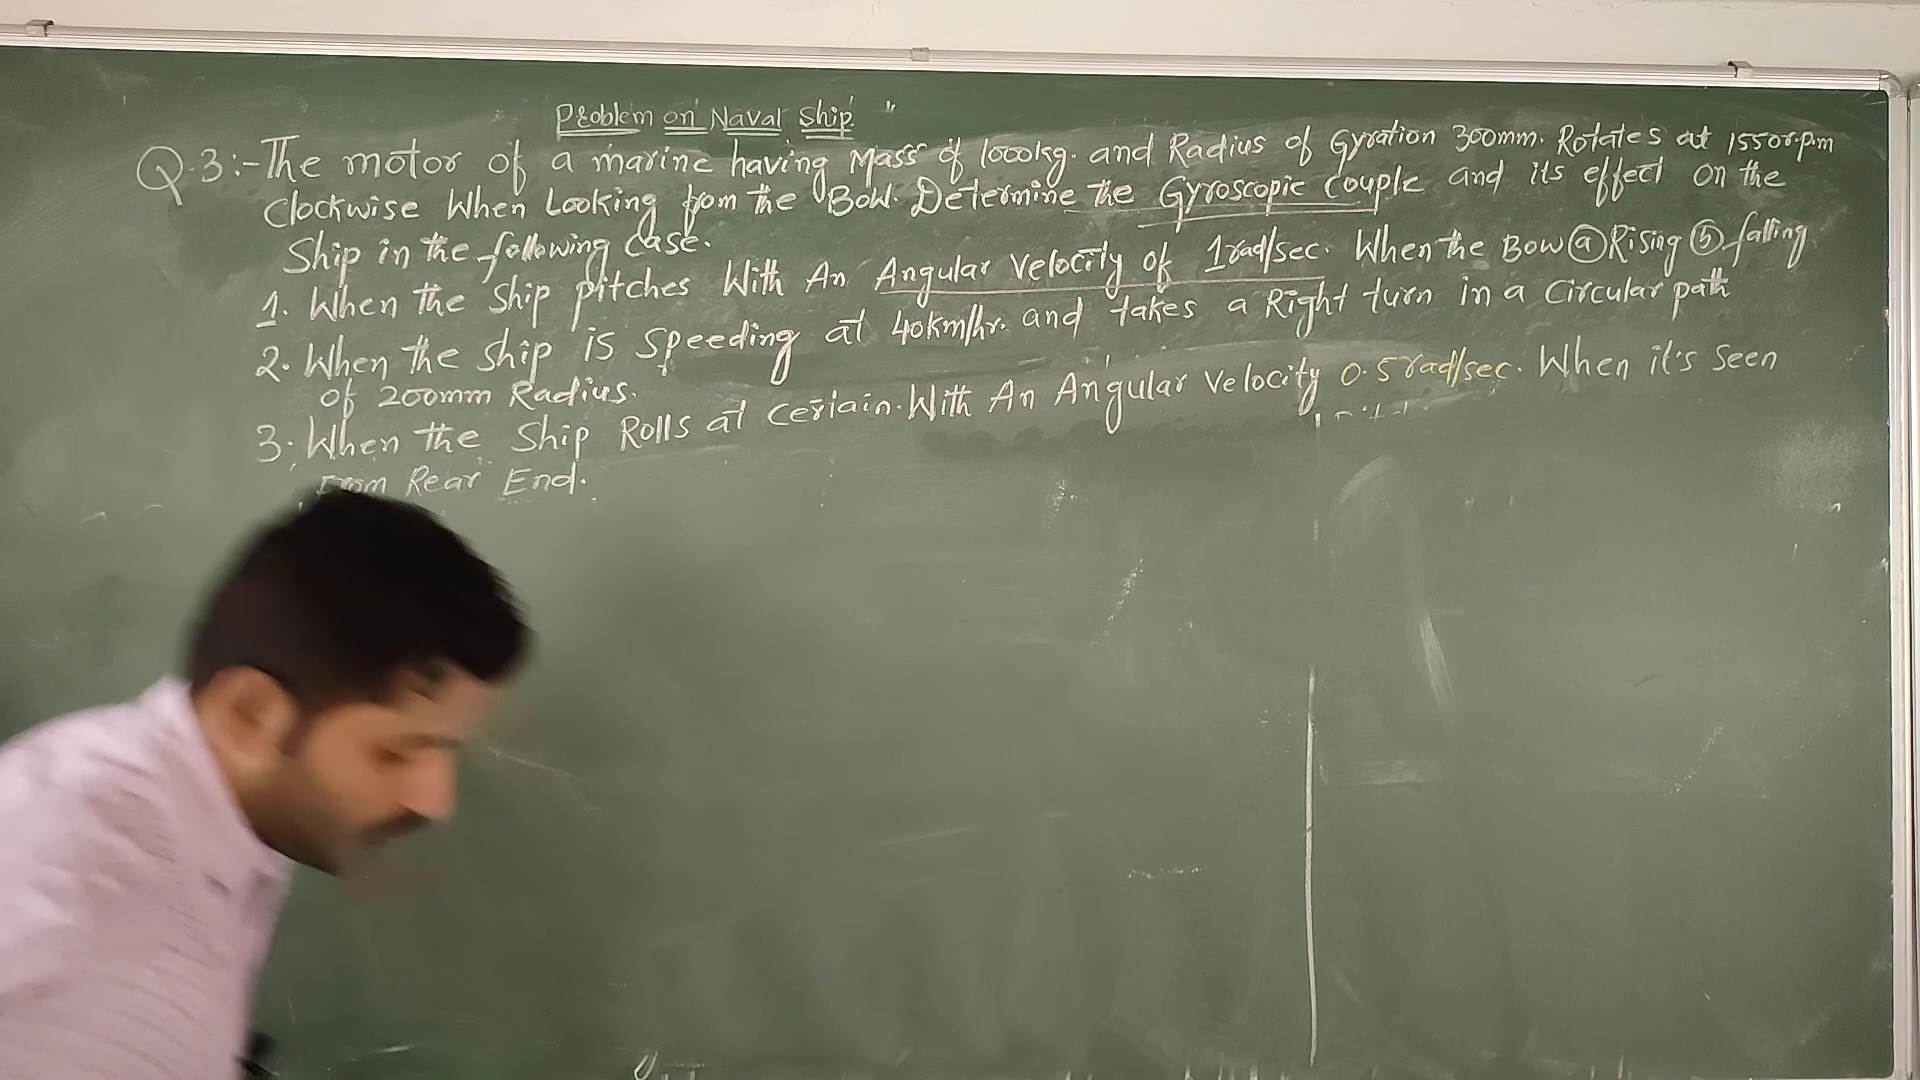 Problem on Naval Ship "
Q.3:- The motor of a marine having Mass of 1000kg. and Radius of Gyration 300mm. Rotates at 1550r.p.m
Clockwise When Looking from the Bow. Determine the Gyroscopic Couple and its effect on the
Ship in the following Case.
1. When the Ship pitches With An Angular Velocity of 1rad/sec. When the Bow ⓐ Rising ⓑ falling
2. When the Ship is Speeding at 40km/hr. and takes a Right turn in a Circular path
of 200mm Radius.
3. When the Ship Rolls at Certain. With An Angular Velocity 0.5rad/sec. When it's Seen
From Rear End.